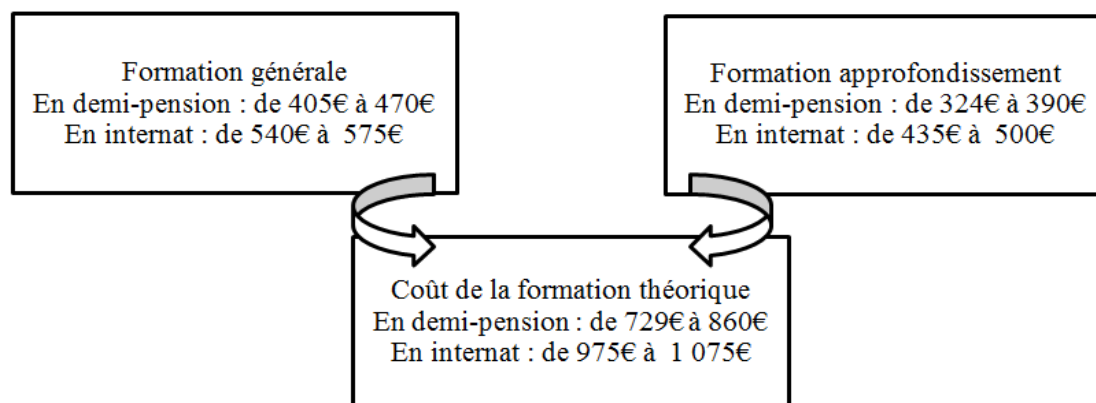 Formation générale
En demi-pension : de 405€ à 470€
En internat : de 540€ à  575€
Formation approfondissement
En demi-pension : de 324€ à 390€
En internat : de 435€ à  500€
Coût de la formation théorique
En demi-pension : de 729€ à 860€
En internat : de 975€ à  1 075€